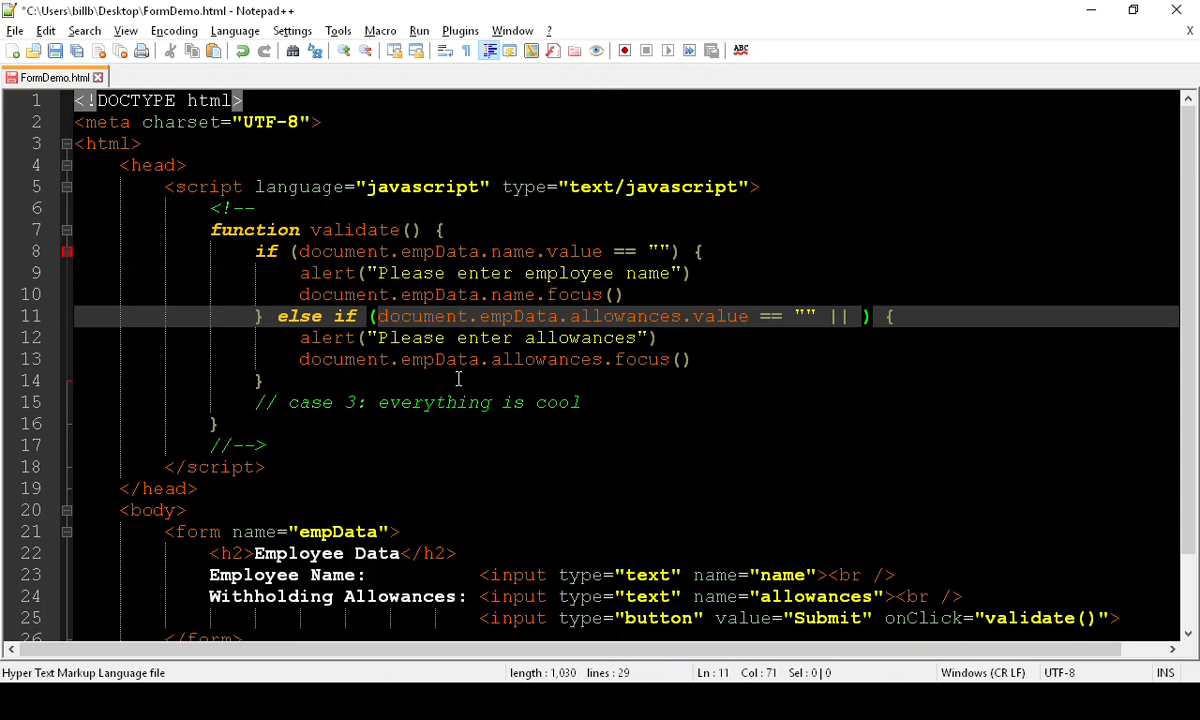 *C:\Users\billb\Desktop\FormDemo.html - Notepad++
File Edit Search View Encoding Language Settings Tools Macro Run Plugins Window ? X
ABC
FormDemo.html
1 <!DOCTYPE html>
2 <meta charset="UTF-8">
3 <html>
4 <head>
5 <script language="javascript" type="text/javascript">
6 <!--
7 function validate() {
8 if (document.empData.name.value == "") {
9 alert("Please enter employee name")
10 document.empData.name.focus()
11 } else if (document.empData.allowances.value == "" || ) {
12 alert("Please enter allowances")
13 document.empData.allowances.focus()
14 }
15 // case 3: everything is cool
16 }
17 //-->
18 </script>
19 </head>
20 <body>
21 <form name="empData">
22 <h2>Employee Data</h2>
23 Employee Name: <input type="text" name="name"><br />
24 Withholding Allowances: <input type="text" name="allowances"><br />
25 <input type="button" value="Submit" onClick="validate()">
26 </form>
Hyper Text Markup Language file length : 1,030 lines : 29 Ln : 11 Col : 71 Sel : 0 | 0 Windows (CR LF) UTF-8 INS